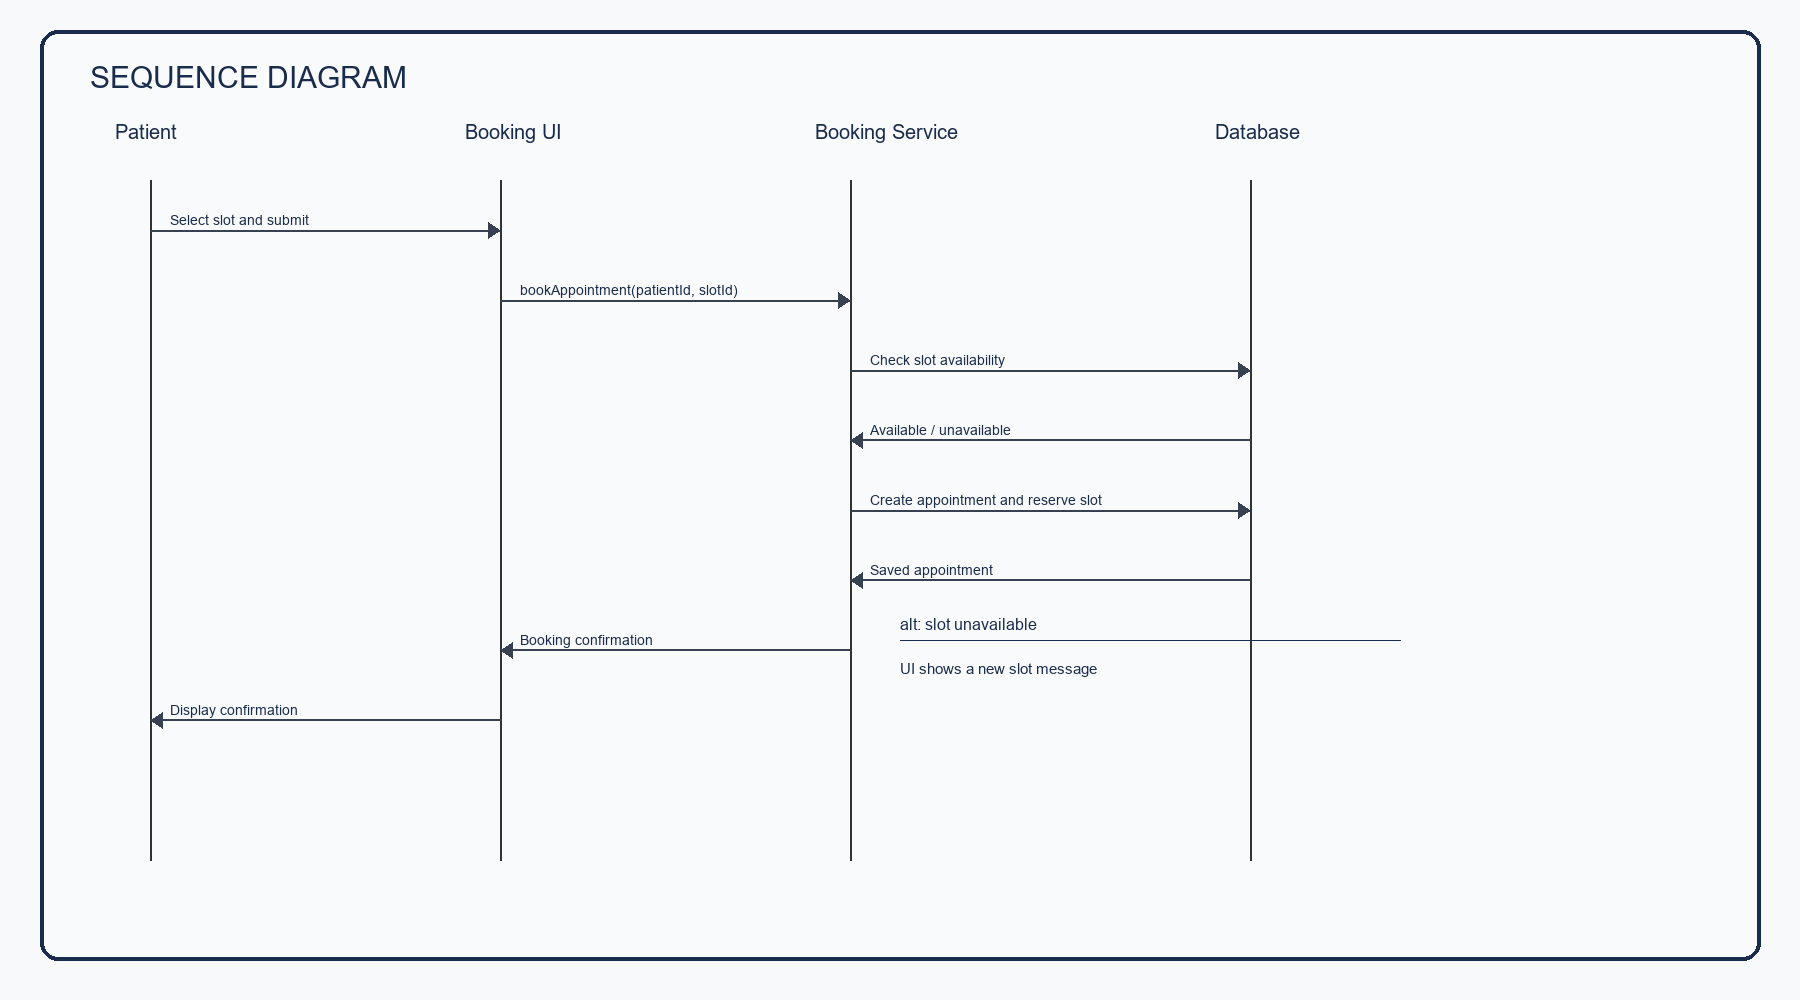 SEQUENCE DIAGRAM
Patient
Booking UI
Booking Service
Database
Select slot and submit
bookAppointment(patientId, slotId)
Check slot availability
Available / unavailable
Create appointment and reserve slot
Saved appointment
alt: slot unavailable
Booking confirmation
UI shows a new slot message
Display confirmation